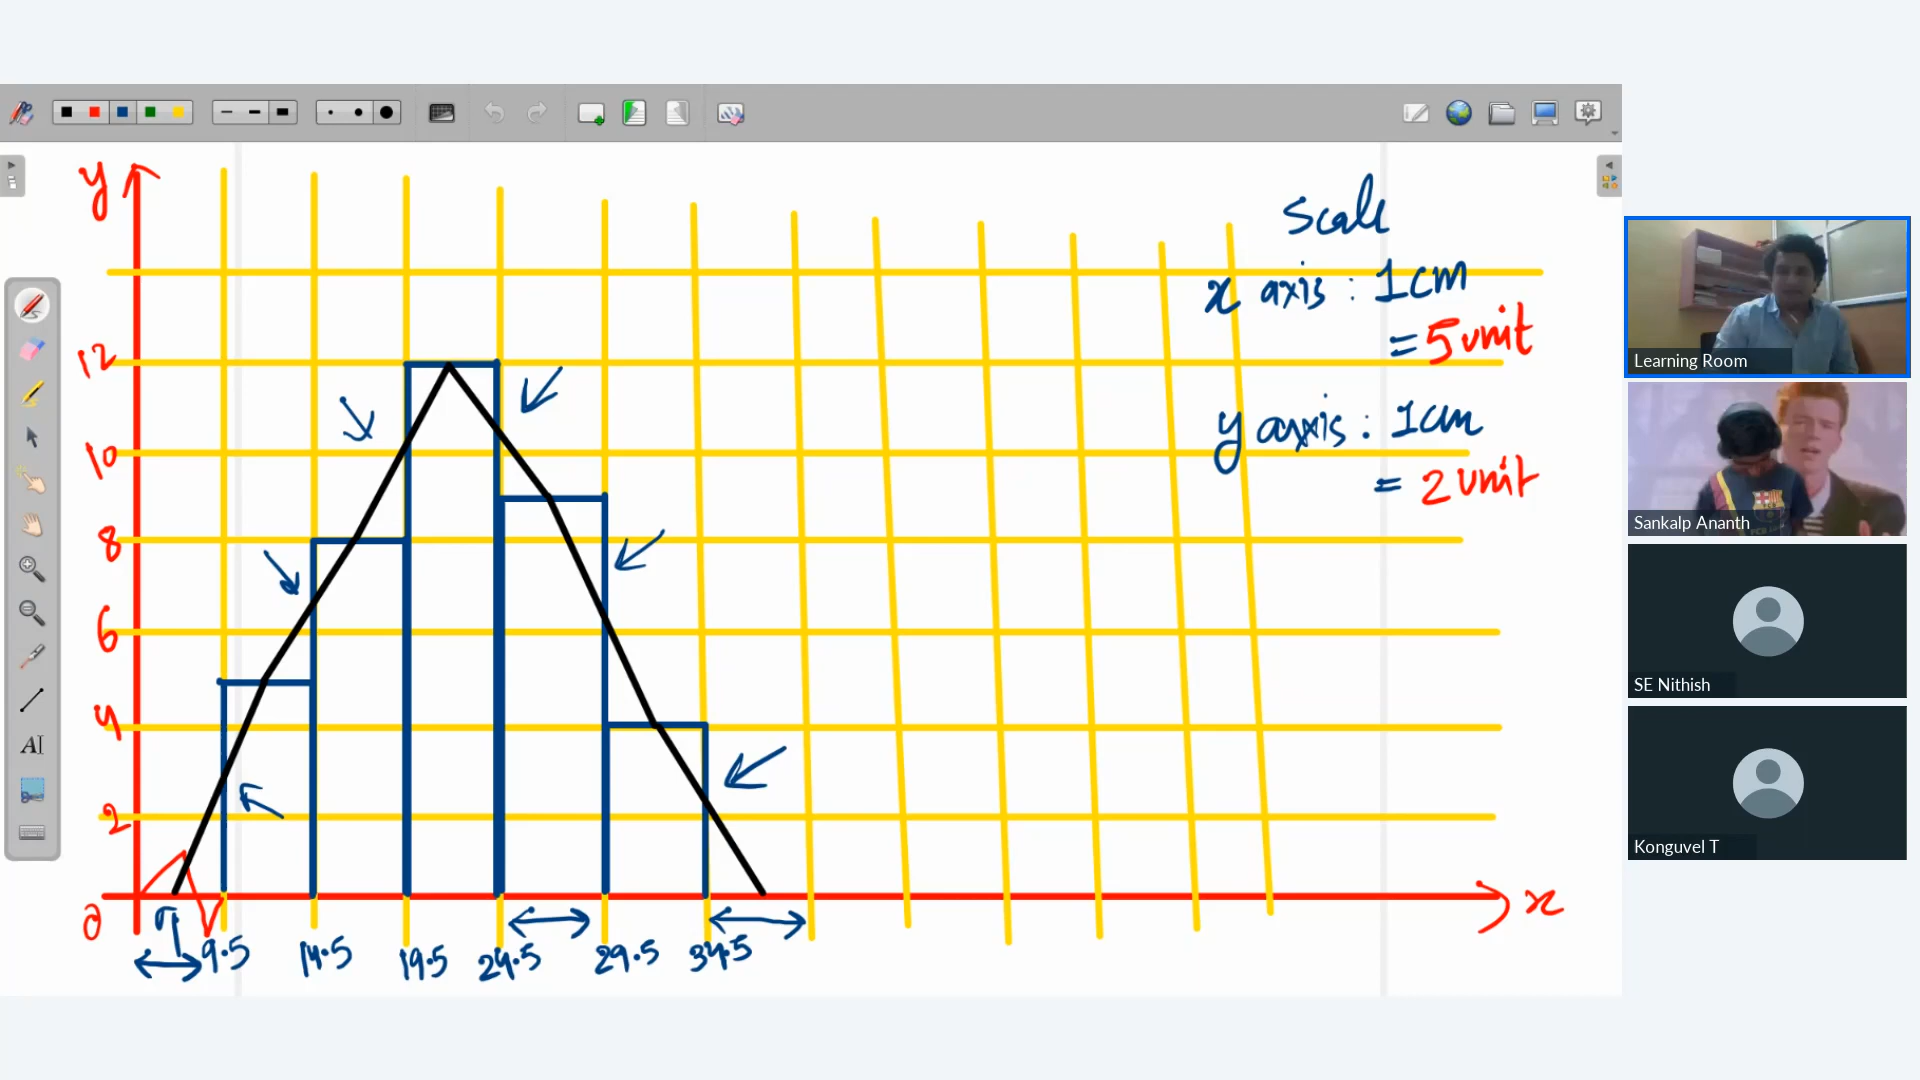 y
Scale
x axis : 1cm
= 5 unit
y axis : 1cm
= 2 unit
12
10
8
6
4
2
0
x
9.5
14.5
19.5
24.5
29.5
34.5
AI
Learning Room
Sankalp Ananth
SE Nithish
Konguvel T